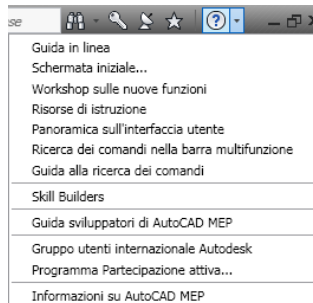 se
Guida in linea
Schermata iniziale...
Workshop sulle nuove funzioni
Risorse di istruzione
Panoramica sull'interfaccia utente
Ricerca dei comandi nella barra multifunzione
Guida alla ricerca dei comandi
Skill Builders
Guida sviluppatori di AutoCAD MEP
Gruppo utenti internazionale Autodesk
Programma Partecipazione attiva...
Informazioni su AutoCAD MEP